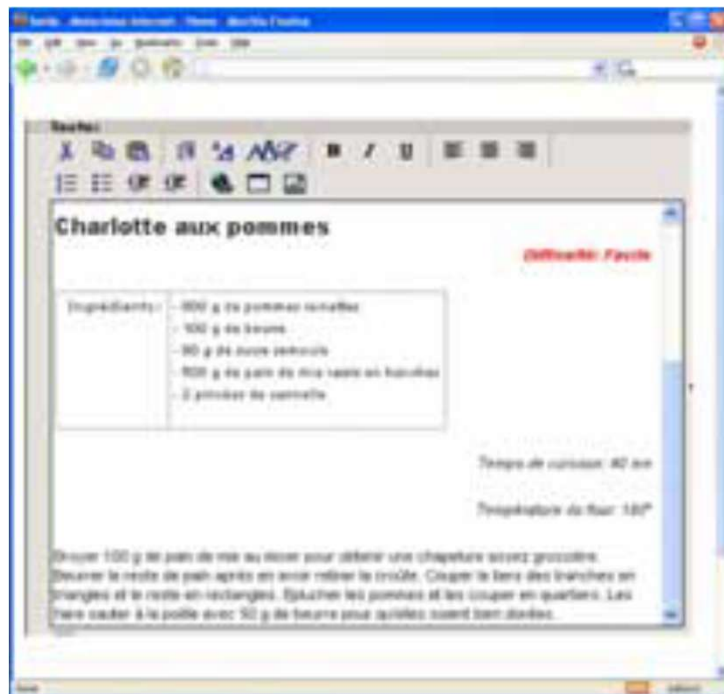 Texte:
B I U
Charlotte aux pommes
Difficulté: Facile
Ingrédients:
- 800 g de pommes reinettes
- 100 g de beurre
- 80 g de sucre semoule
- 500 g de pain de mie rassis en tranches
- 2 pincées de cannelle
Temps de cuisson: 40 mn
Température du four: 180°
Broyer 100 g de pain de mie au mixer pour obtenir une chapelure assez grossière.
Beurrer le reste de pain après en avoir retirer la croûte. Couper le tiers des tranches en
triangles et le reste en rectangles. Eplucher les pommes et les couper en quartiers. Les
faire sauter à la poêle avec 50 g de beurre pour qu'elles soient bien dorées.